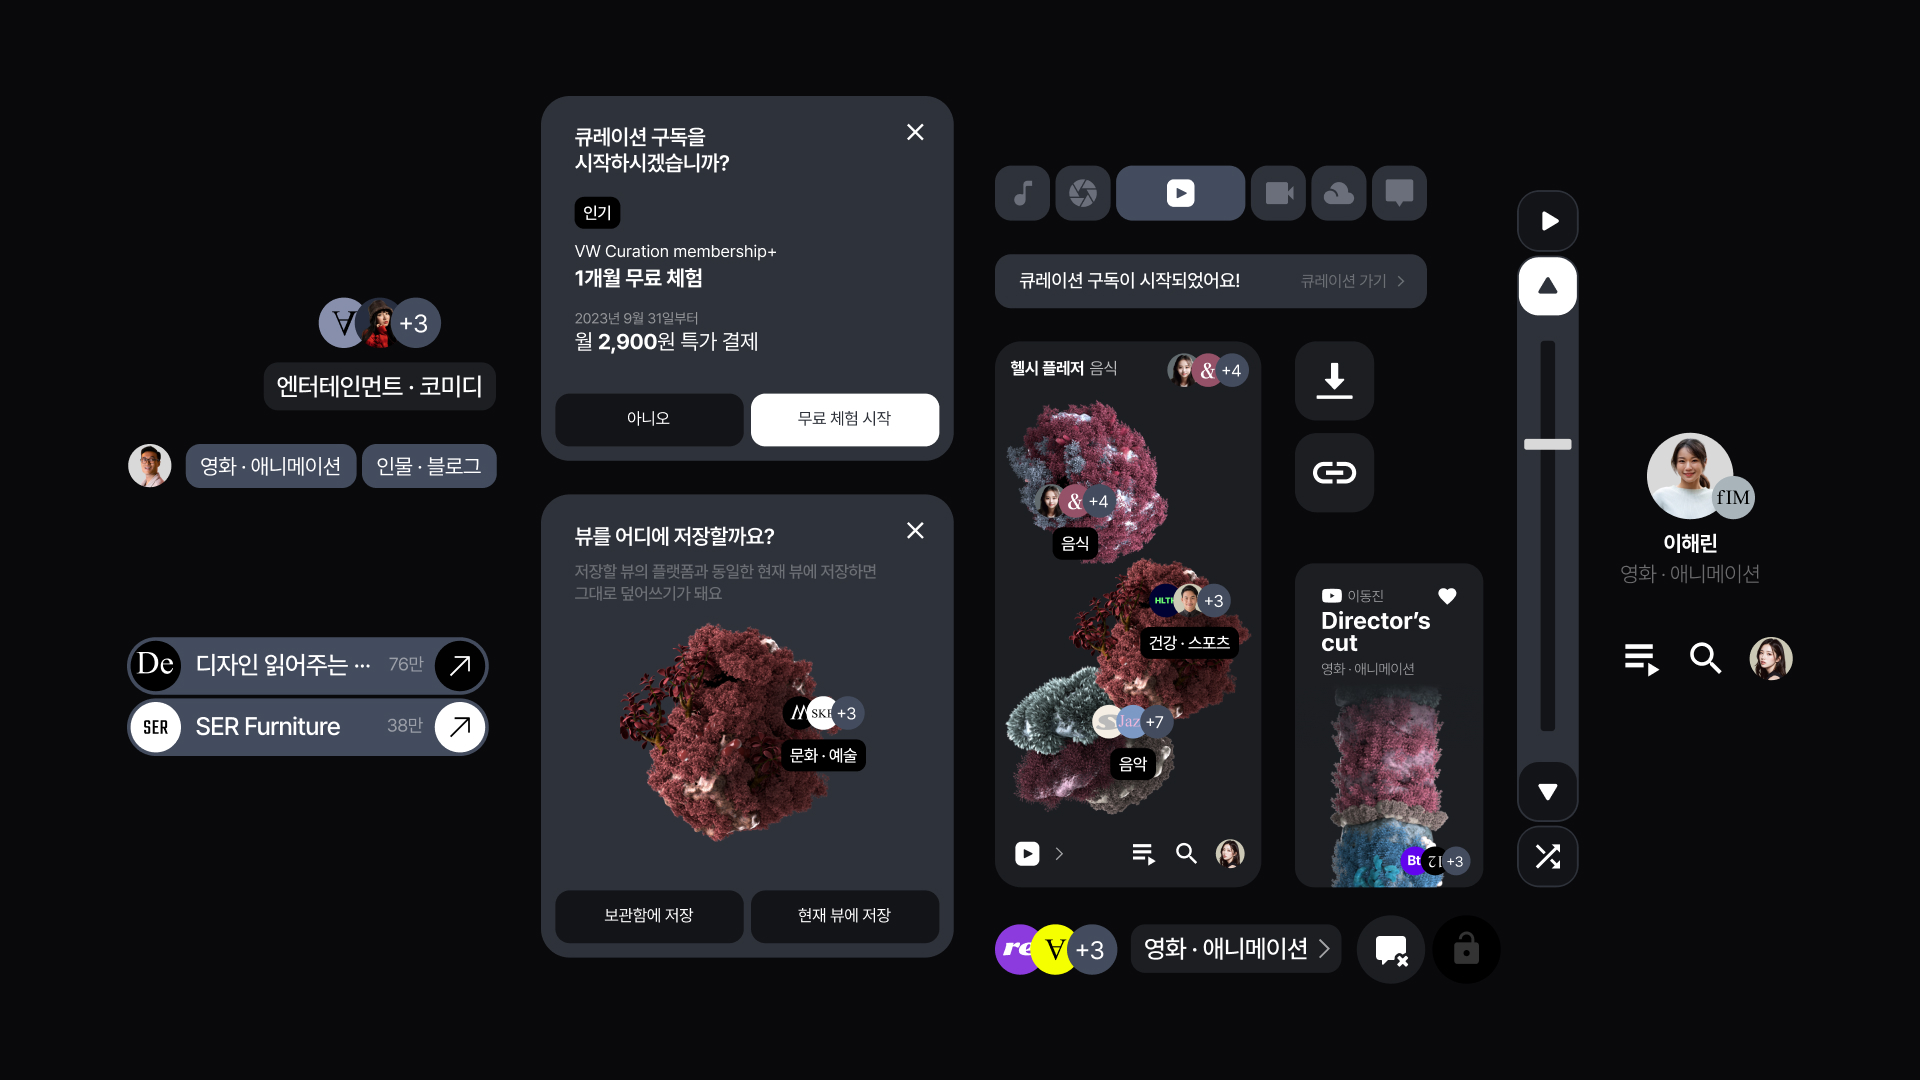 ∀
+3
엔터테인먼트 · 코미디
영화 · 애니메이션
인물 · 블로그
De
디자인 읽어주는 ···
76만
SER
SER Furniture
38만
큐레이션 구독을
시작하시겠습니까?
인기
VW Curation membership+
1개월 무료 체험
2023년 9월 31일부터
월 2,900원 특가 결제
아니오
무료 체험 시작
뷰를 어디에 저장할까요?
저장할 뷰의 플랫폼과 동일한 현재 뷰에 저장하면
그대로 덮어쓰기가 돼요
SKE
+3
문화 · 예술
보관함에 저장
현재 뷰에 저장
큐레이션 구독이 시작되었어요!
큐레이션 가기
헬시 플레저 음식
&
+4
&
+4
음식
HLTH
+3
건강 · 스포츠
S
Jaz
+7
음악
이동진
Director's
cut
영화 · 애니메이션
Bt
+3
re
∀
+3
영화 · 애니메이션
fIM
이해린
영화 · 애니메이션